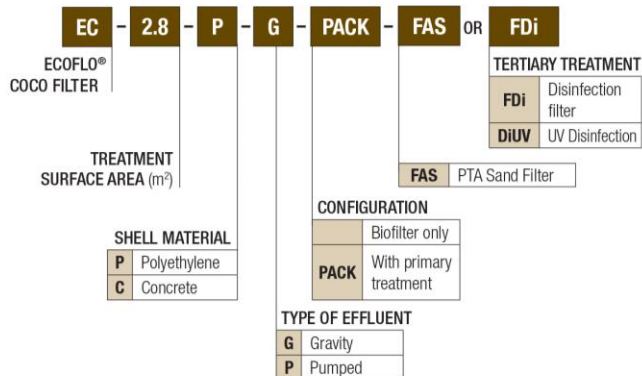 EC - 2.8 - P - G - PACK - FAS OR FDi
ECOFLO®
COCO FILTER
TREATMENT
SURFACE AREA (m²)
SHELL MATERIAL
P Polyethylene
C Concrete
TYPE OF EFFLUENT
G Gravity
P Pumped
CONFIGURATION
Biofilter only
PACK With primary
treatment
FAS PTA Sand Filter
TERTIARY TREATMENT
FDi Disinfection
filter
DiUV UV Disinfection